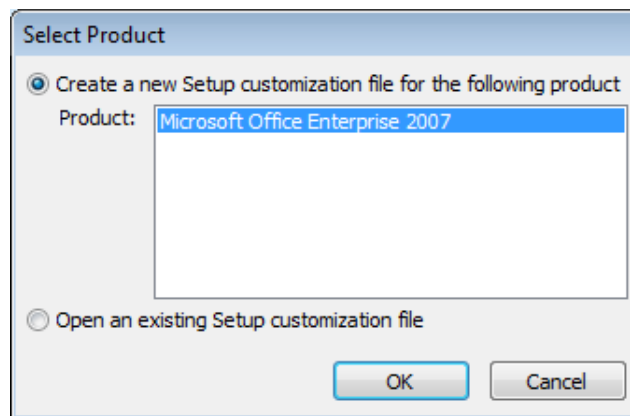 Select Product
Create a new Setup customization file for the following product
Product: Microsoft Office Enterprise 2007
Open an existing Setup customization file
OK Cancel